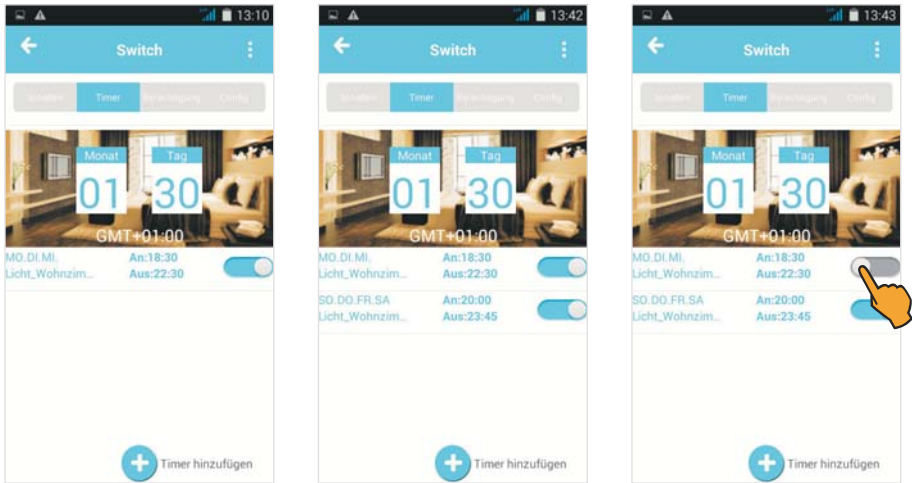 13:10
Switch
Timer
Monat Tag
01 30
GMT+01:00
MO.DI.MI. An:18:30
Licht_Wohnzim... Aus:22:30
Timer hinzufügen
13:42
Switch
Timer
Monat Tag
01 30
GMT+01:00
MO.DI.MI. An:18:30
Licht_Wohnzim... Aus:22:30
SO.DO.FR.SA An:20:00
Licht_Wohnzim... Aus:23:45
Timer hinzufügen
13:43
Switch
Timer
Monat Tag
01 30
GMT+01:00
MO.DI.MI. An:18:30
Licht_Wohnzim... Aus:22:30
SO.DO.FR.SA An:20:00
Licht_Wohnzim... Aus:23:45
Timer hinzufügen